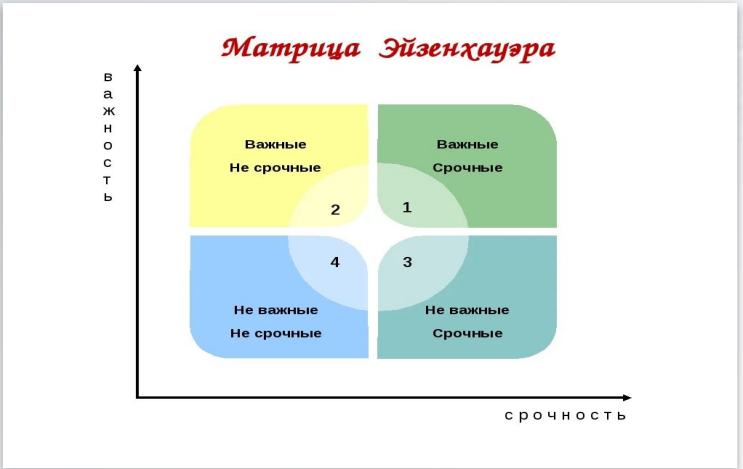 Матрица Эйзенхауэра
важность
Важные
Не срочные
2
Важные
Срочные
1
4
Не важные
Не срочные
3
Не важные
Срочные
срочность